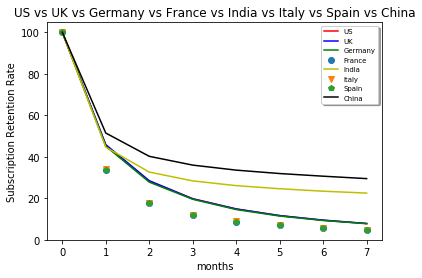 US vs UK vs Germany vs France vs India vs Italy vs Spain vs China
100
80
60
40
20
0
Subscription Retention Rate
US
UK
Germany
France
India
Italy
Spain
China
0 1 2 3 4 5 6 7
months